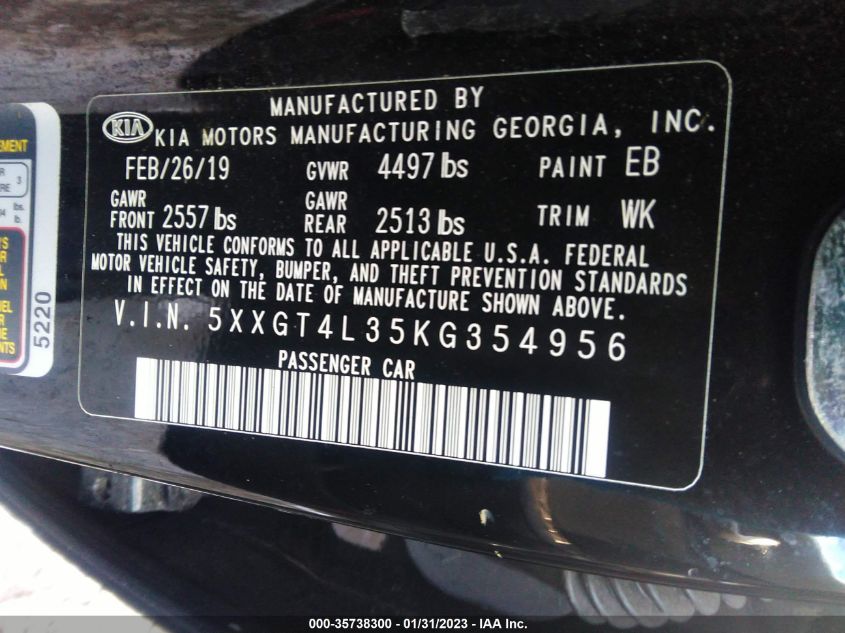 MANUFACTURED BY
KIA KIA MOTORS MANUFACTURING GEORGIA, INC.
FEB/26/19 GVWR 4497 lbs PAINT EB
GAWR FRONT 2557 lbs GAWR REAR 2513 lbs TRIM WK
THIS VEHICLE CONFORMS TO ALL APPLICABLE U.S.A. FEDERAL
MOTOR VEHICLE SAFETY, BUMPER, AND THEFT PREVENTION STANDARDS
IN EFFECT ON THE DATE OF MANUFACTURE SHOWN ABOVE.
V.I.N. 5XXGT4L35KG354956
PASSENGER CAR
5220
000-35738300 - 01/31/2023 - IAA Inc.